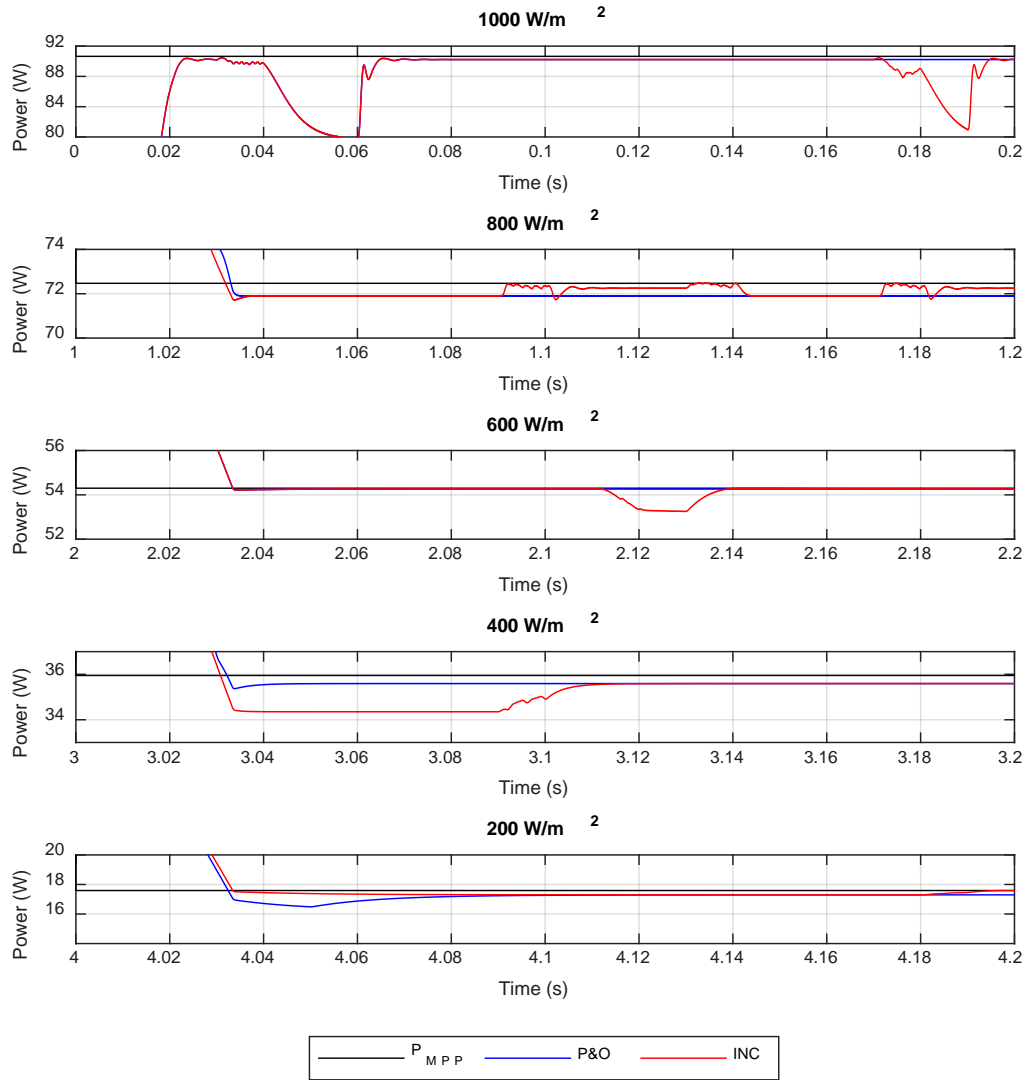 1000 W/m 2
92
88
84
80
Power (W)
0 0.02 0.04 0.06 0.08 0.1 0.12 0.14 0.16 0.18 0.2
Time (s)
800 W/m 2
74
72
70
Power (W)
1 1.02 1.04 1.06 1.08 1.1 1.12 1.14 1.16 1.18 1.2
Time (s)
600 W/m 2
56
54
52
Power (W)
2 2.02 2.04 2.06 2.08 2.1 2.12 2.14 2.16 2.18 2.2
Time (s)
400 W/m 2
36
34
Power (W)
3 3.02 3.04 3.06 3.08 3.1 3.12 3.14 3.16 3.18 3.2
Time (s)
200 W/m 2
20
18
16
Power (W)
4 4.02 4.04 4.06 4.08 4.1 4.12 4.14 4.16 4.18 4.2
Time (s)
P MPP P&O INC